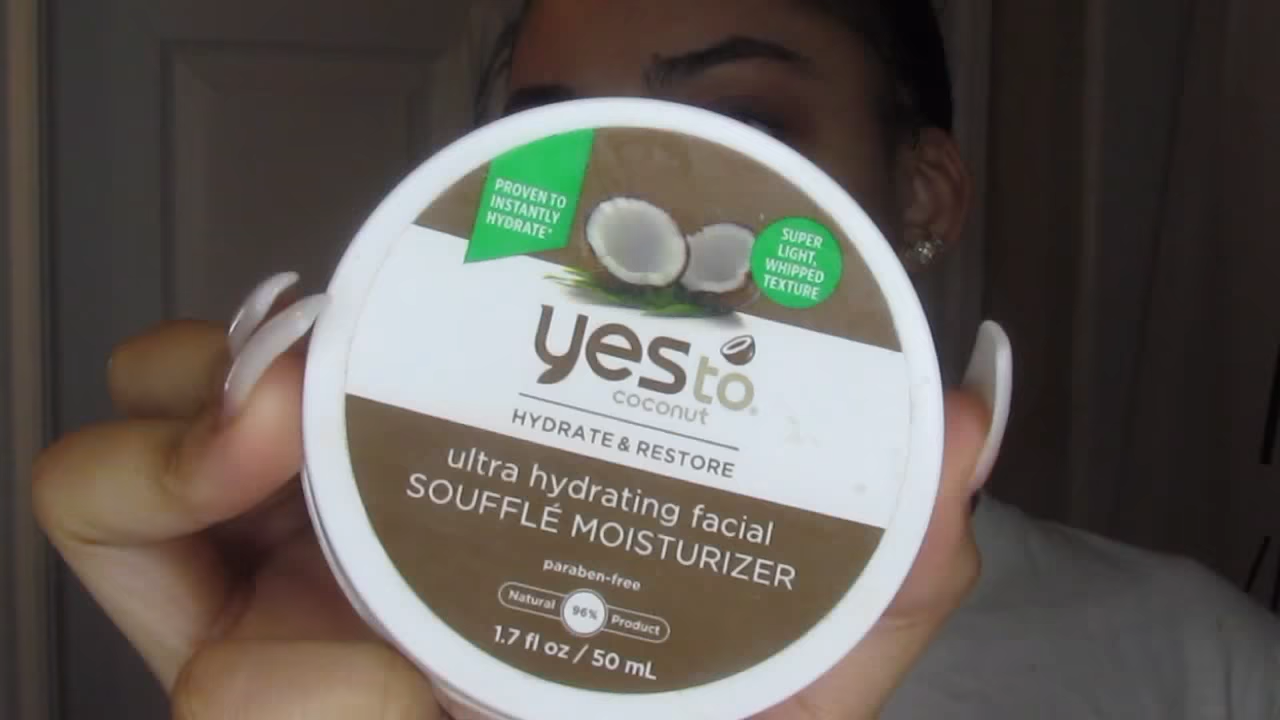 PROVEN TO
INSTANTLY
HYDRATE*
SUPER
LIGHT,
WHIPPED
TEXTURE
yes to®
coconut
HYDRATE & RESTORE
ultra hydrating facial
SOUFFLÉ MOISTURIZER
paraben-free
Natural 96% Product
1.7 fl oz / 50 mL